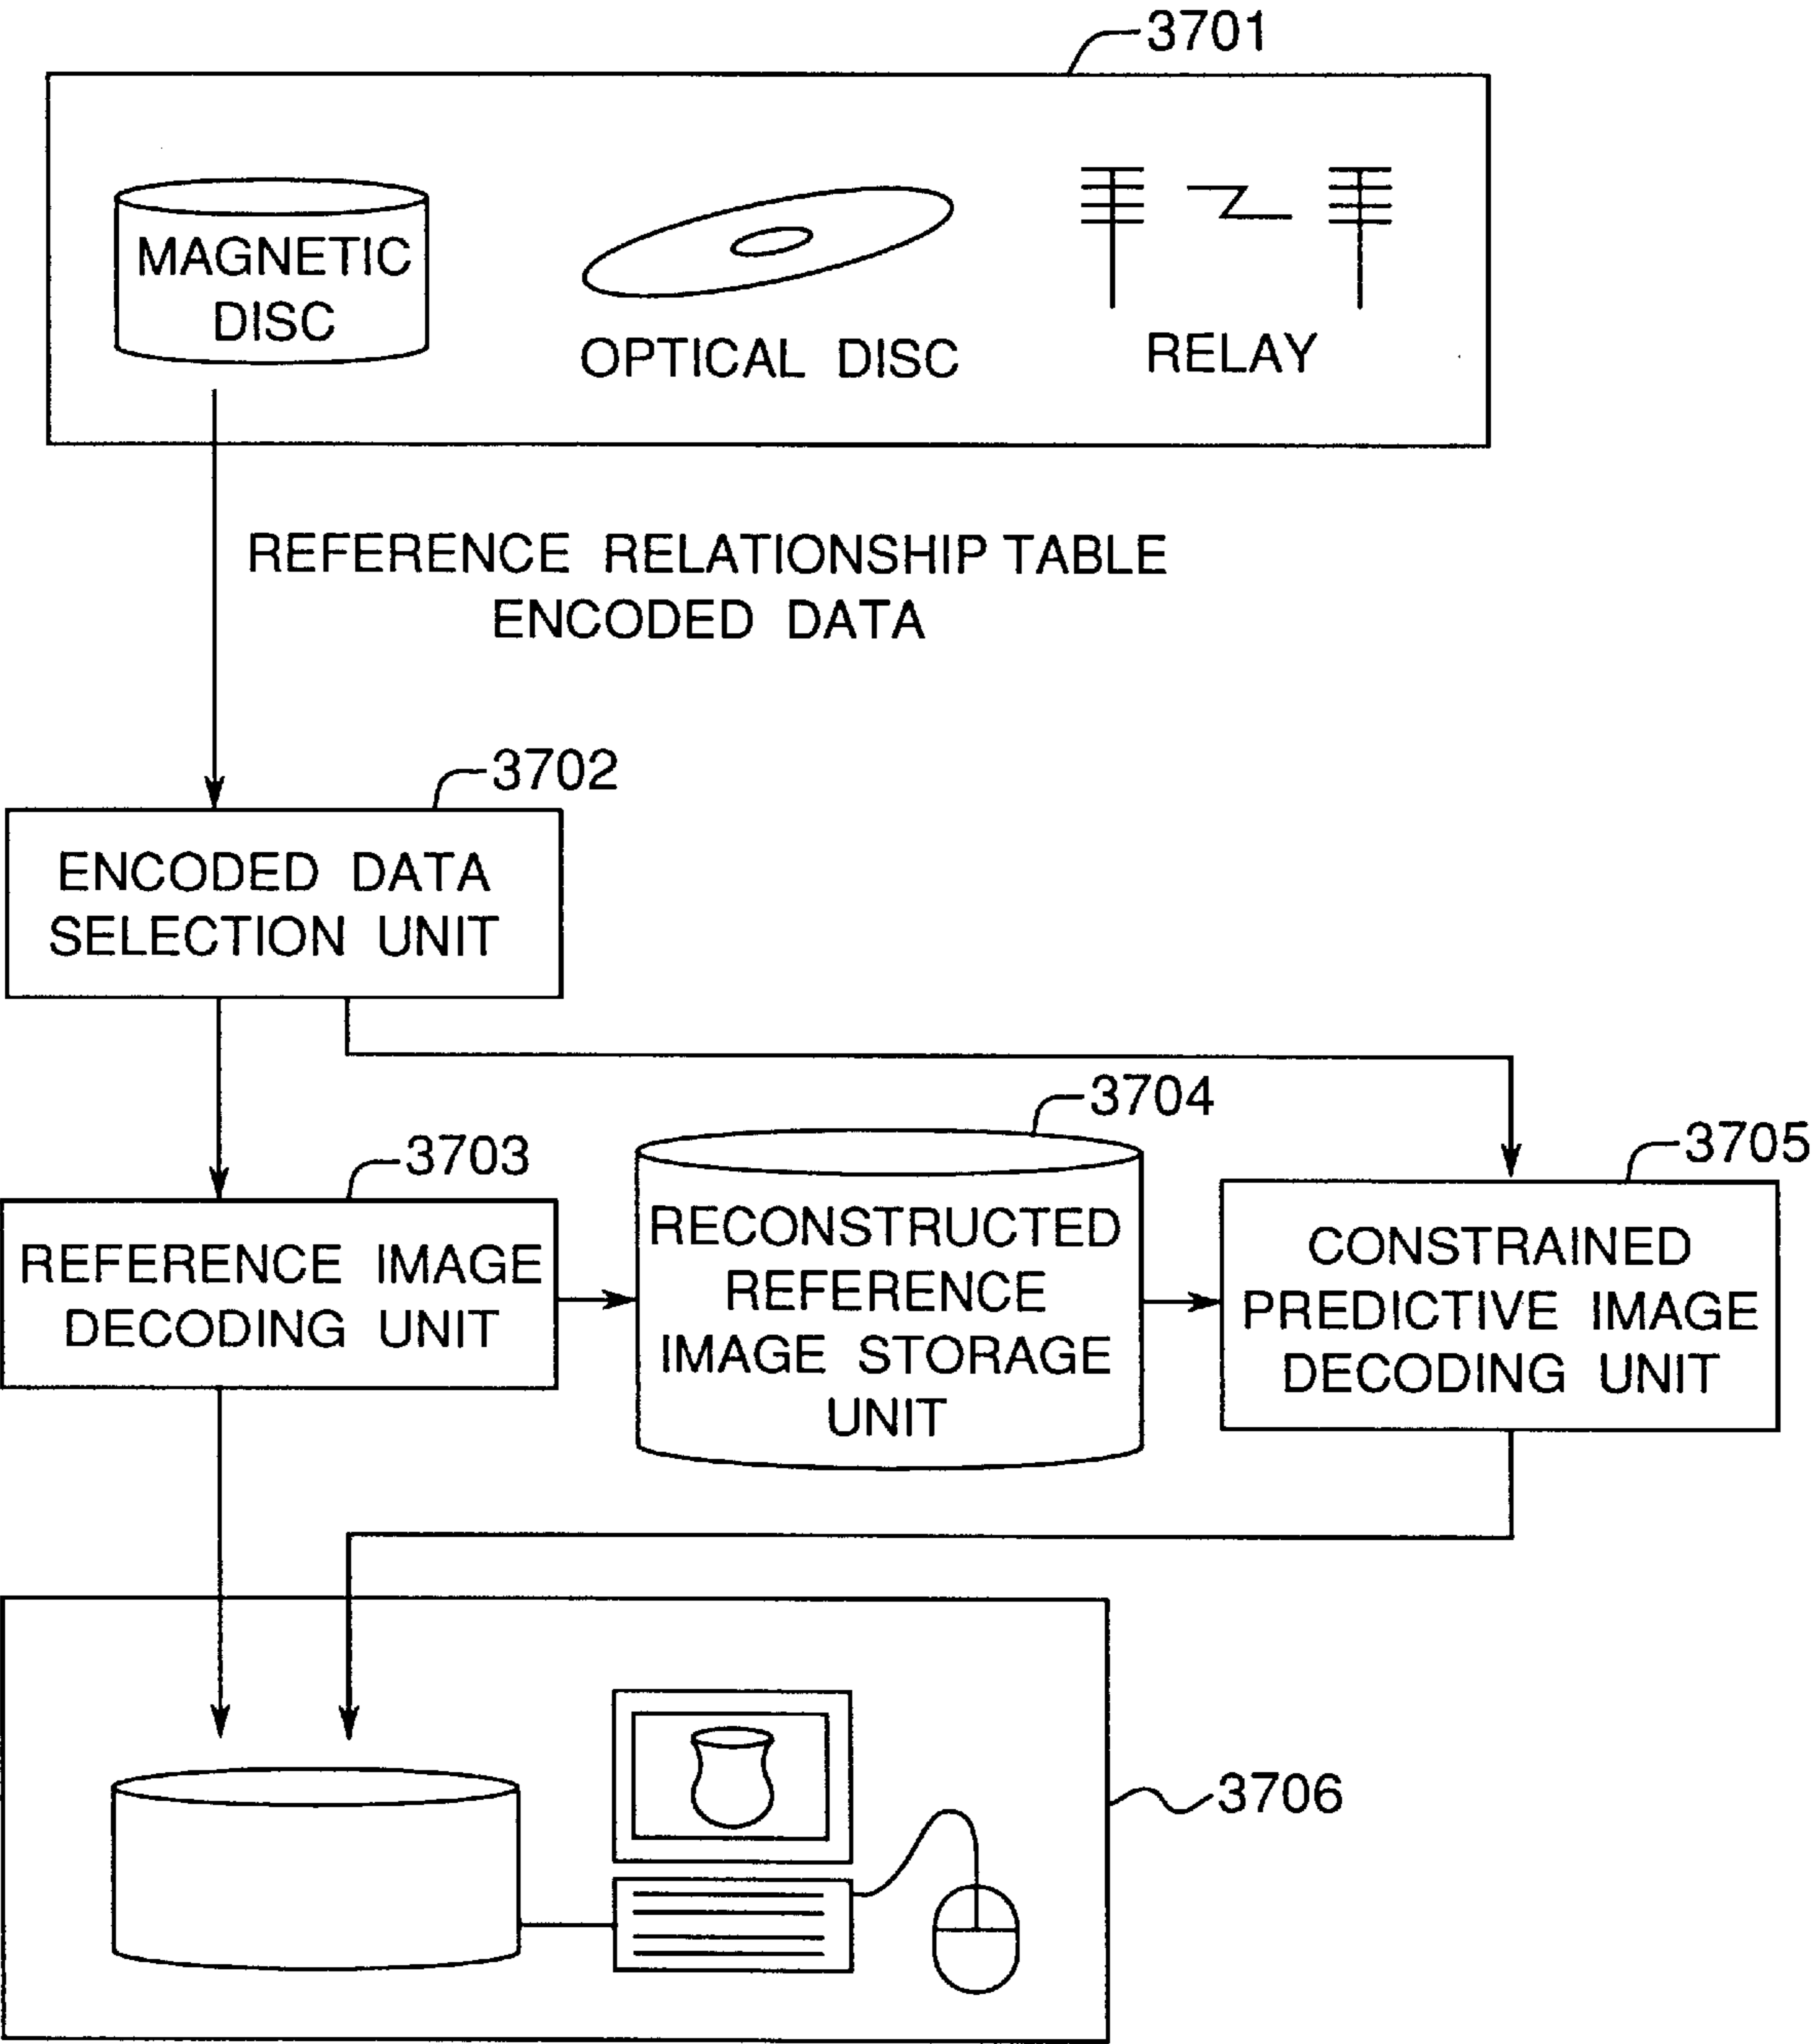 3701
MAGNETIC
DISC
OPTICAL DISC
RELAY
REFERENCE RELATIONSHIP TABLE
ENCODED DATA
3702
ENCODED DATA
SELECTION UNIT
3703
REFERENCE IMAGE
DECODING UNIT
3704
RECONSTRUCTED
REFERENCE
IMAGE STORAGE
UNIT
3705
CONSTRAINED
PREDICTIVE IMAGE
DECODING UNIT
3706